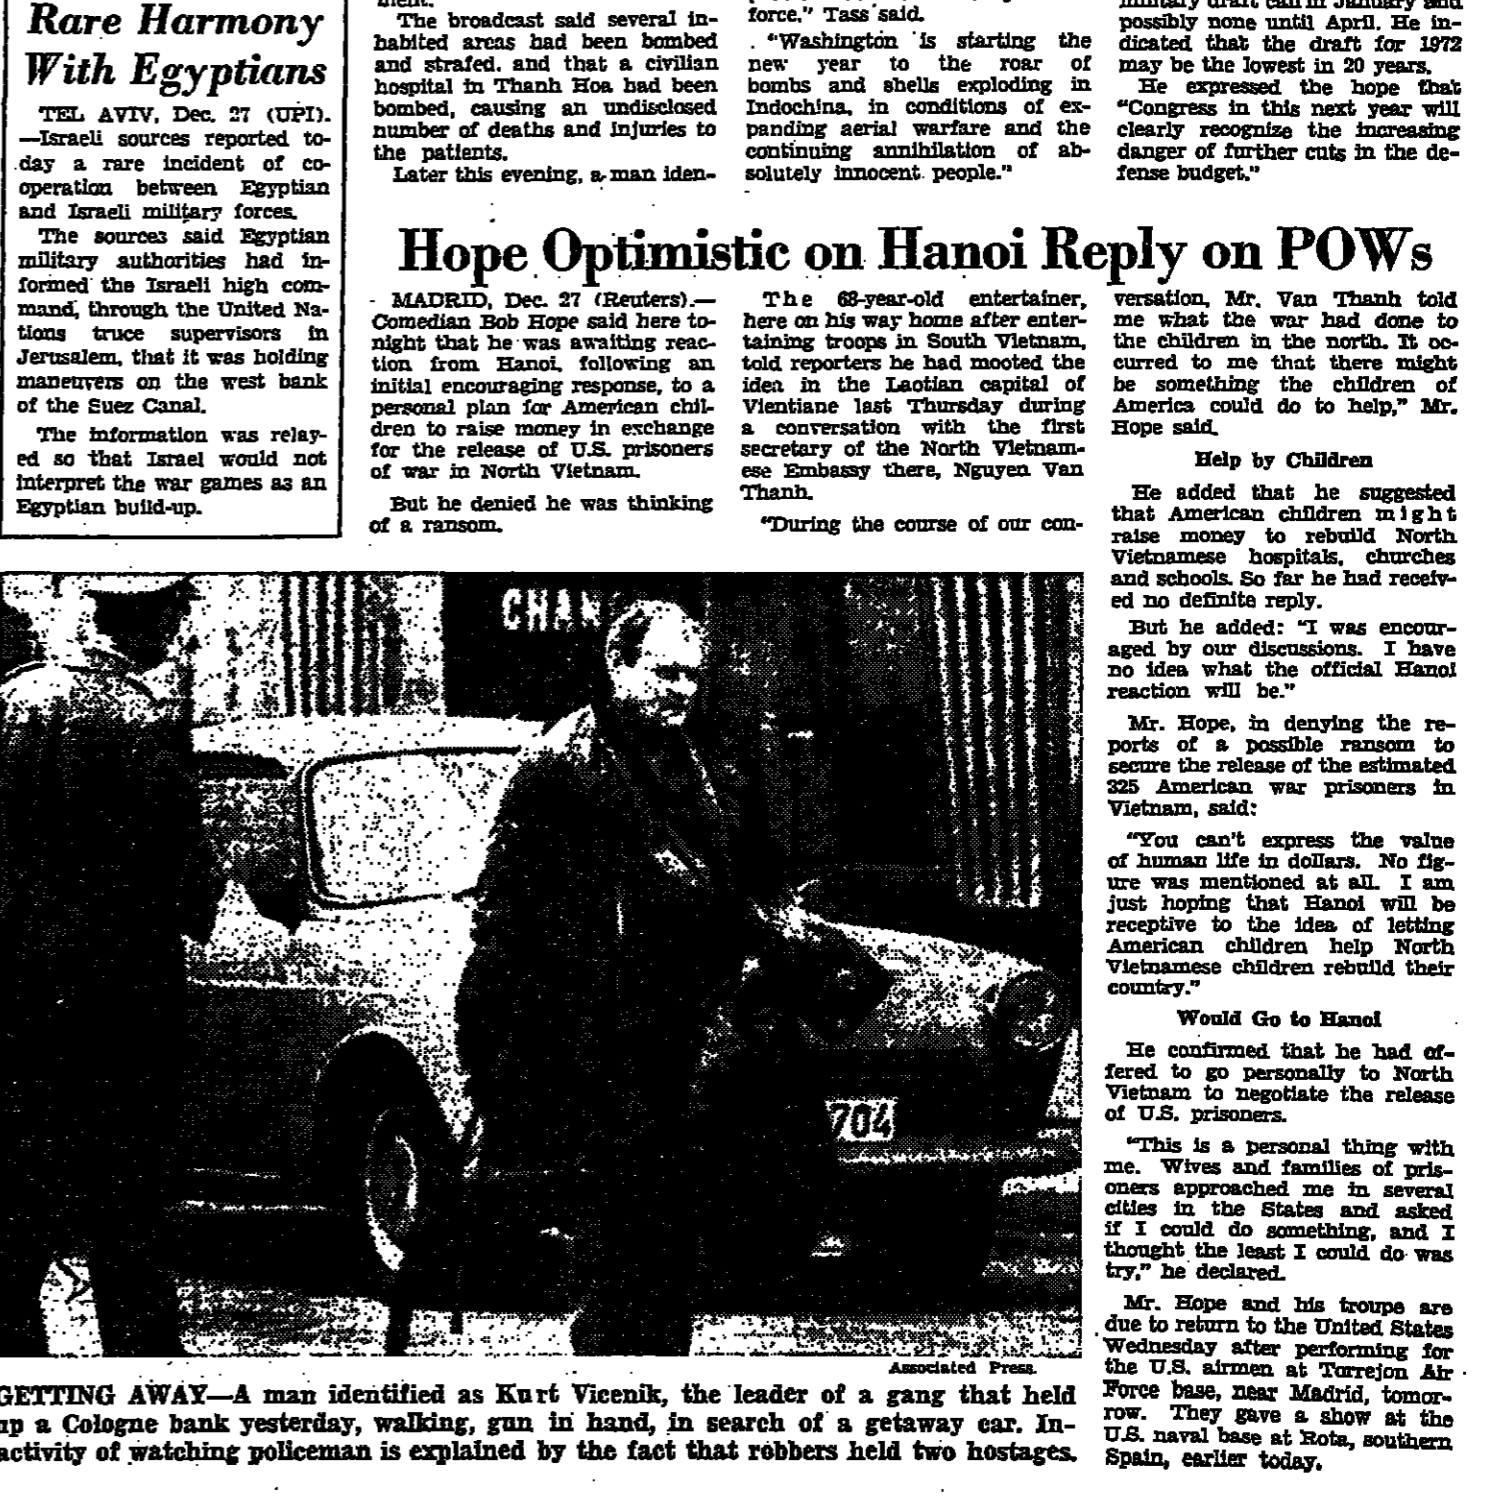 Rare Harmony
With Egyptians
TEL AVIV, Dec. 27 (UPI).
—Israeli sources reported to-
day a rare incident of co-
operation between Egyptian
and Israeli military forces.
The sources said Egyptian
military authorities had in-
formed the Israeli high com-
mand, through the United Na-
tions truce supervisors in
Jerusalem, that it was holding
maneuvers on the west bank
of the Suez Canal.
The information was relay-
ed so that Israel would not
interpret the war games as an
Egyptian build-up.
The broadcast said several in-
habited areas had been bombed
and strafed, and that a civilian
hospital in Thanh Hoa had been
bombed, causing an undisclosed
number of deaths and injuries to
the patients.
Later this evening, a man iden-
force." Tass said.
"Washington is starting the
new year to the roar of
bombs and shells exploding in
Indochina, in conditions of ex-
panding aerial warfare and the
continuing annihilation of ab-
solutely innocent people."
military draft call in January and
possibly none until April. He in-
dicated that the draft for 1972
may be the lowest in 20 years.
He expressed the hope that
"Congress in this next year will
clearly recognize the increasing
danger of further cuts in the de-
fense budget."
Hope Optimistic on Hanoi Reply on POWs
MADRID, Dec. 27 (Reuters).—
Comedian Bob Hope said here to-
night that he was awaiting reac-
tion from Hanoi, following an
initial encouraging response, to a
personal plan for American chil-
dren to raise money in exchange
for the release of U.S. prisoners
of war in North Vietnam.
But he denied he was thinking
of a ransom.
The 68-year-old entertainer,
here on his way home after enter-
taining troops in South Vietnam,
told reporters he had mooted the
idea in the Laotian capital of
Vientiane last Thursday during
a conversation with the first
secretary of the North Vietnam-
ese Embassy there, Nguyen Van
Thanh.
"During the course of our con-
versation, Mr. Van Thanh told
me what the war had done to
the children in the north. It oc-
curred to me that there might
be something the children of
America could do to help," Mr.
Hope said.
Help by Children
He added that he suggested
that American children might
raise money to rebuild North
Vietnamese hospitals, churches
and schools. So far he had receiv-
ed no definite reply.
But he added: "I was encour-
aged by our discussions. I have
no idea what the official Hanoi
reaction will be."
Mr. Hope, in denying the re-
ports of a possible ransom to
secure the release of the estimated
325 American war prisoners in
Vietnam, said:
"You can't express the value
of human life in dollars. No fig-
ure was mentioned at all. I am
just hoping that Hanoi will be
receptive to the idea of letting
American children help North
Vietnamese children rebuild their
country."
Would Go to Hanoi
He confirmed that he had of-
fered to go personally to North
Vietnam to negotiate the release
of U.S. prisoners.
"This is a personal thing with
me. Wives and families of pris-
oners approached me in several
cities in the States and asked
if I could do something, and I
thought the least I could do was
try," he declared.
Mr. Hope and his troupe are
due to return to the United States
Wednesday after performing for
the U.S. airmen at Torrejon Air
Force base, near Madrid, tomor-
row. They gave a show at the
U.S. naval base at Rota, southern
Spain, earlier today.
CHAN
704
Associated Press.
GETTING AWAY—A man identified as Kurt Vicenik, the leader of a gang that held
up a Cologne bank yesterday, walking, gun in hand, in search of a getaway car. In-
activity of watching policeman is explained by the fact that robbers held two hostages.